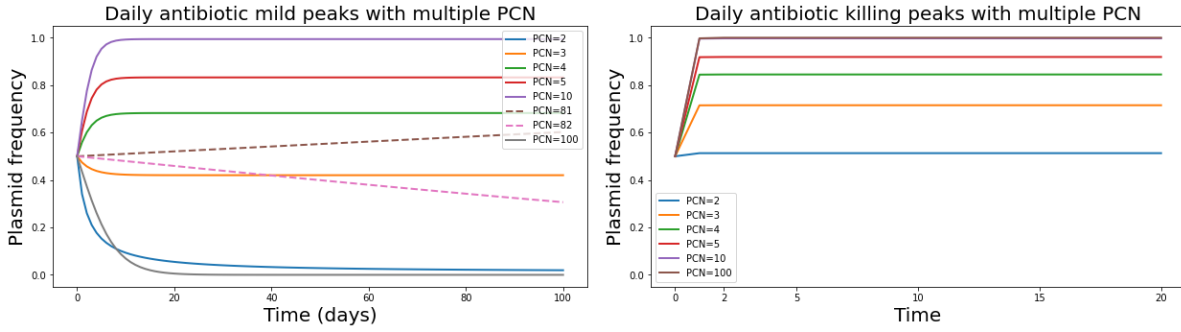 Daily antibiotic mild peaks with multiple PCN
Plasmid frequency
1.0
0.8
0.6
0.4
0.2
0.0
PCN=2
PCN=3
PCN=4
PCN=5
PCN=10
PCN=81
PCN=82
PCN=100
0
20
40
60
80
100
Time (days)
Daily antibiotic killing peaks with multiple PCN
Plasmid frequency
1.0
0.8
0.6
0.4
0.2
0.0
PCN=2
PCN=3
PCN=4
PCN=5
PCN=10
PCN=100
0
2
5
10
15
20
Time